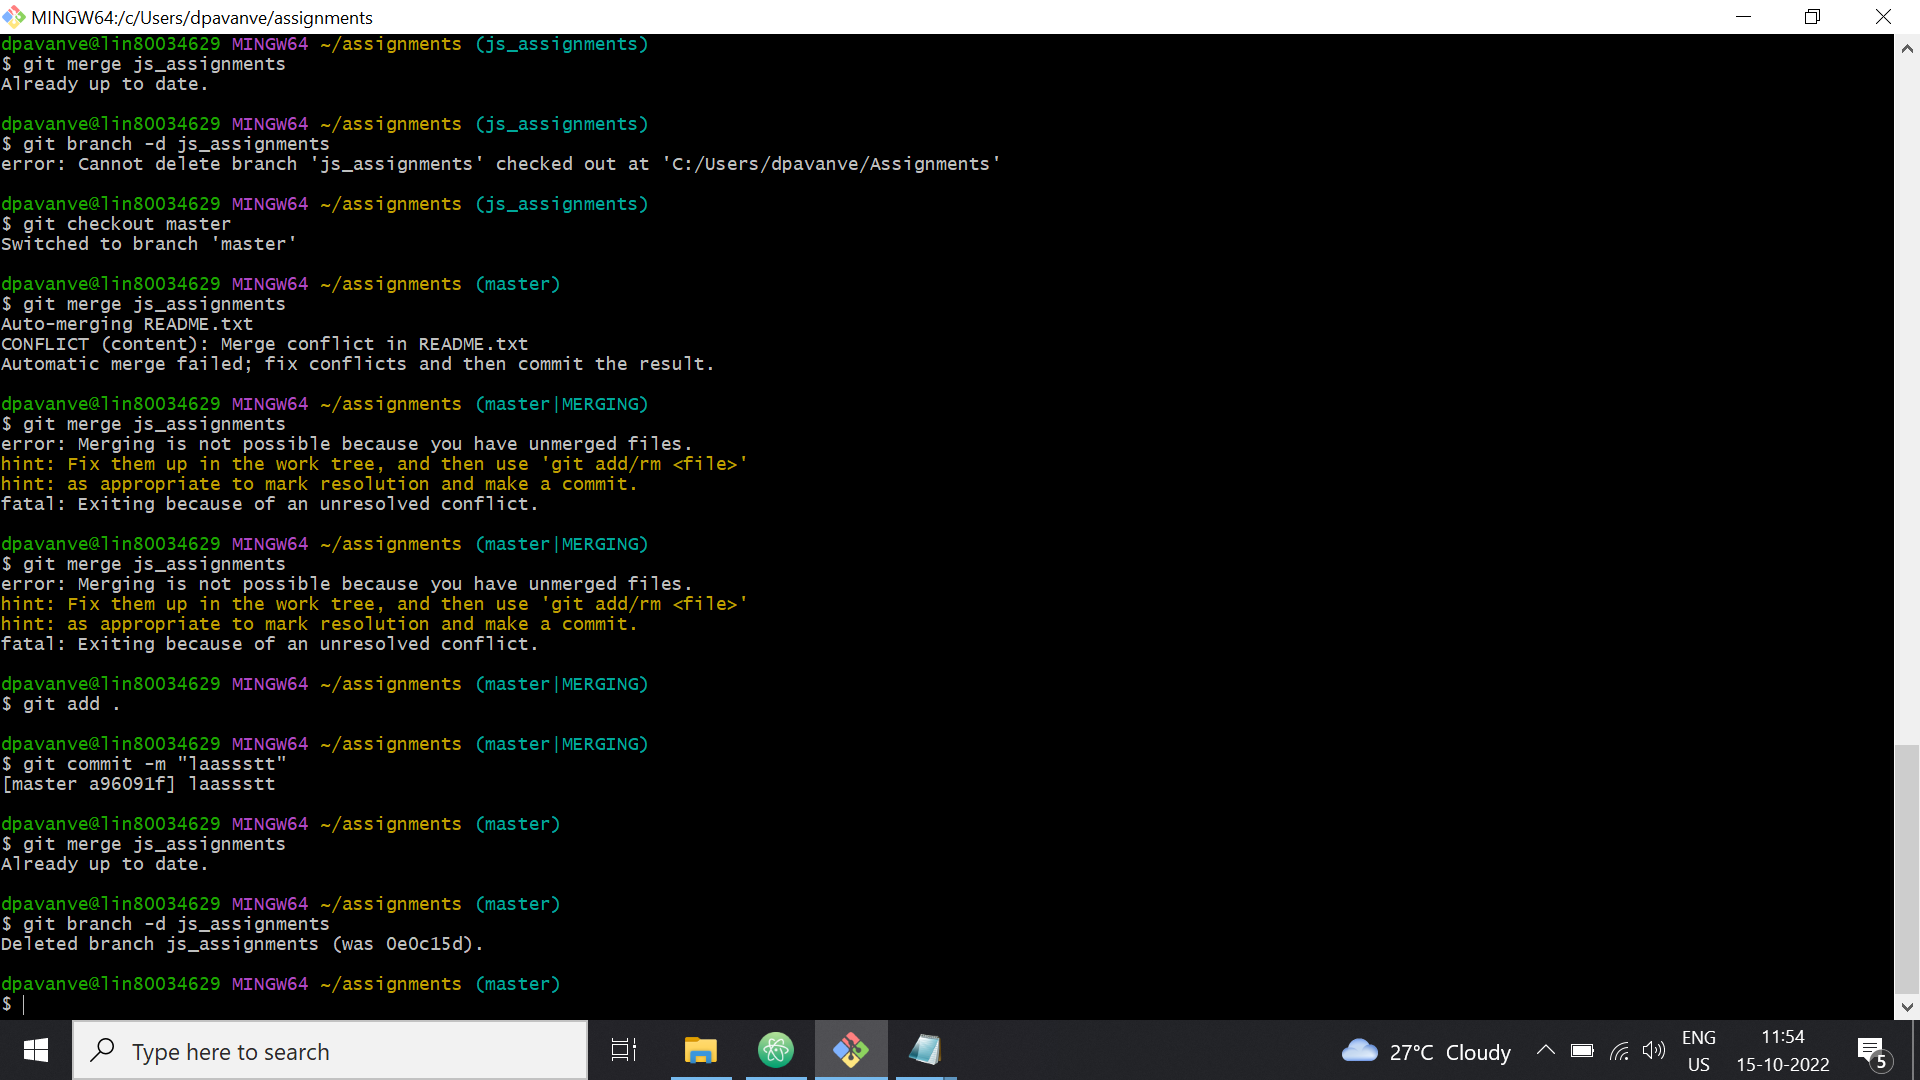 MINGW64:/c/Users/dpavanve/assignments
dpavanve@lin80034629 MINGW64 ~/assignments (js_assignments)
$ git merge js_assignments
Already up to date.
dpavanve@lin80034629 MINGW64 ~/assignments (js_assignments)
$ git branch -d js_assignments
error: Cannot delete branch 'js_assignments' checked out at 'C:/Users/dpavanve/Assignments'
dpavanve@lin80034629 MINGW64 ~/assignments (js_assignments)
$ git checkout master
Switched to branch 'master'
dpavanve@lin80034629 MINGW64 ~/assignments (master)
$ git merge js_assignments
Auto-merging README.txt
CONFLICT (content): Merge conflict in README.txt
Automatic merge failed; fix conflicts and then commit the result.
dpavanve@lin80034629 MINGW64 ~/assignments (master|MERGING)
$ git merge js_assignments
error: Merging is not possible because you have unmerged files.
hint: Fix them up in the work tree, and then use 'git add/rm <file>'
hint: as appropriate to mark resolution and make a commit.
fatal: Exiting because of an unresolved conflict.
dpavanve@lin80034629 MINGW64 ~/assignments (master|MERGING)
$ git merge js_assignments
error: Merging is not possible because you have unmerged files.
hint: Fix them up in the work tree, and then use 'git add/rm <file>'
hint: as appropriate to mark resolution and make a commit.
fatal: Exiting because of an unresolved conflict.
dpavanve@lin80034629 MINGW64 ~/assignments (master|MERGING)
$ git add .
dpavanve@lin80034629 MINGW64 ~/assignments (master|MERGING)
$ git commit -m "laassstt"
[master a96091f] laassstt
dpavanve@lin80034629 MINGW64 ~/assignments (master)
$ git merge js_assignments
Already up to date.
dpavanve@lin80034629 MINGW64 ~/assignments (master)
$ git branch -d js_assignments
Deleted branch js_assignments (was 0e0c15d).
dpavanve@lin80034629 MINGW64 ~/assignments (master)
$
Type here to search
27°C Cloudy
ENG
US
11:54
15-10-2022
5